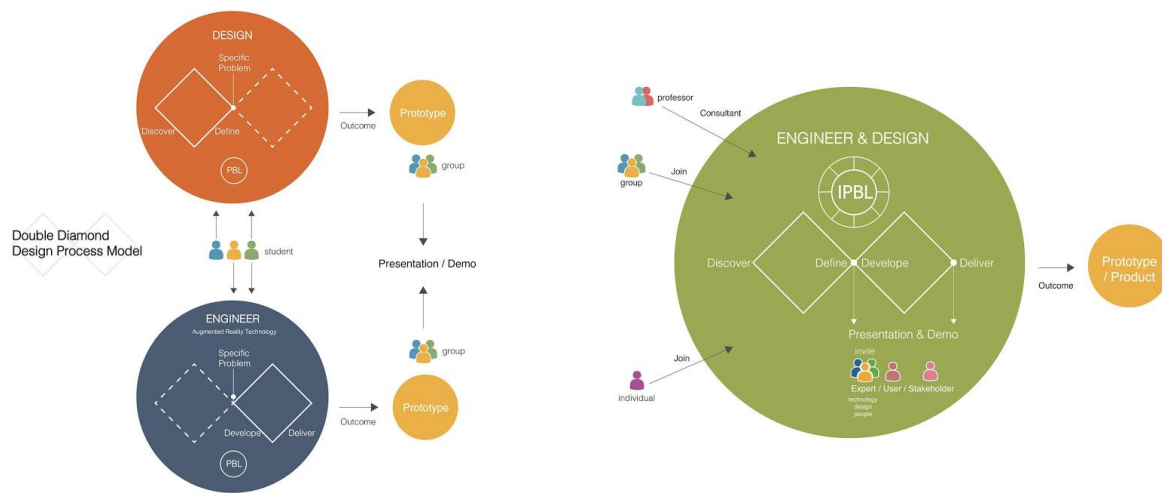 DESIGN
Specific
Problem
Discover
Define
PBL
Outcome
Prototype
group
Double Diamond
Design Process Model
student
Presentation / Demo
ENGINEER
Augmented Reality Technology
Specific
Problem
Develope
Deliver
PBL
Outcome
group
Prototype
professor
Consultant
group
Join
individual
Join
ENGINEER & DESIGN
IPBL
Discover
Define
Develope
Deliver
Presentation & Demo
invite
Expert / User / Stakeholder
technology
design
people
Outcome
Prototype
/ Product